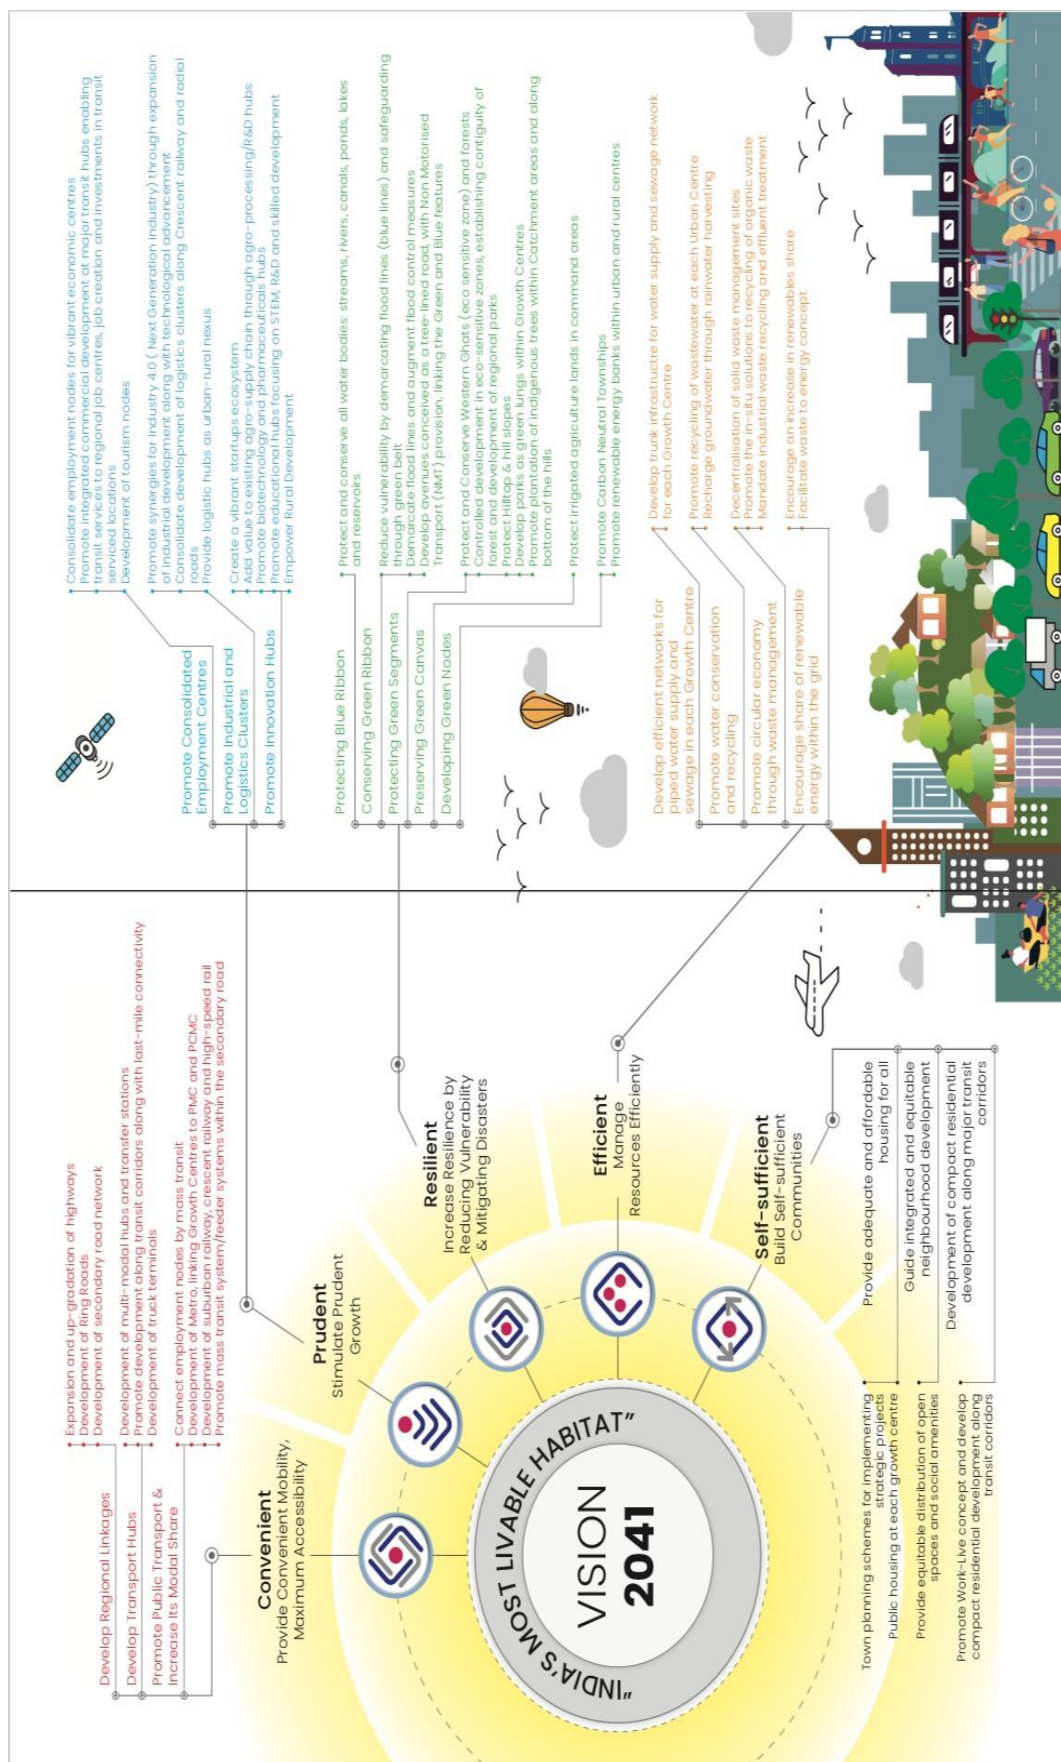 Develop Regional Linkages
Develop Transport Hubs
Promote Public Transport &
Increase Its Modal Share
Expansion and up-gradation of highways
Development of Ring Roads
Development of secondary road network
Development of multi-modal hubs and transfer stations
Promote development along transit corridors along with last-mile connectivity
Development of truck terminals
Connect employment nodes by mass transit
Development of Metro, linking Growth Centres to PMC and PCMC
Development of suburban railway, crescent railway and high-speed rail
Promote mass transit system/feeder systems within the secondary road
Convenient
Provide Convenient Mobility,
Maximum Accessibility
Prudent
Stimulate Prudent
Growth
Resilient
Increase Resilience by
Reducing Vulnerability
& Mitigating Disasters
Efficient
Manage
Resources Efficiently
Self-sufficient
Build Self-sufficient
Communities
"INDIA'S MOST LIVABLE HABITAT"
VISION
2041
Promote Consolidated
Employment Centres
Promote Industrial and
Logistics Clusters
Promote Innovation Hubs
Consolidate employment nodes for vibrant economic centres
Promote integrated commercial development at major transit hubs enabling
transit services to regional job centres, job creation and investments in transit
serviced locations
Development of tourism nodes
Promote synergies for Industry 4.0 ( Next Generation Industry) through expansion
of industrial development along with technological advancement
Consolidate development of logistics clusters along Crescent railway and radial
roads
Provide logistic hubs as urban-rural nexus
Create a vibrant startups ecosystem
Add value to existing agro-supply chain through agro-processing/R&D hubs
Promote biotechnology and pharmaceuticals hubs
Promote educational hubs focusing on STEM, R&D and skilled development
Empower Rural Development
Protecting Blue Ribbon
Conserving Green Ribbon
Protecting Green Segments
Preserving Green Canvas
Developing Green Nodes
Protect and conserve all water bodies: streams, rivers, canals, ponds, lakes
and reservoirs
Reduce vulnerability by demarcating flood lines (blue lines) and safeguarding
through green belt
Demarcate flood lines and augment flood control measures
Develop avenues conceived as a tree-lined road, with Non Motorised
Transport (NMT) provision, linking the Green and Blue features
Protect and Conserve Western Ghats (eco sensitive zone) and forests
Controlled development in eco-sensitive zones, establishing contiguity of
forest and development of regional parks
Protect Hilltop & hill slopes
Develop parks as green lungs within Growth Centres
Promote plantation of indigenous trees within Catchment areas and along
bottom of the hills
Protect irrigated agriculture lands in command areas
Promote Carbon Neutral Townships
Promote renewable energy banks within urban and rural centres
Develop efficient networks for
piped water supply and
sewage in each Growth Centre
Promote water conservation
and recycling
Promote circular economy
through waste management
Encourage share of renewable
energy within the grid
Develop trunk infrastructre for water supply and sewage network
for each Growth Centre
Promote recycling of wastewater at each Urban Centre
Recharge groundwater through rainwater harvesting
Decentralisation of solid waste management sites
Promote the in-situ solutions to recycling of organic waste
Mandate industrial waste recycling and effluent treatment
Encourage an increase in renewables share
Facilitate waste to energy concept
Provide adequate and affordable
housing for all
Guide integrated and equitable
neighbourhood development
Development of compact residential
development along major transit
corridors
Town planning schemes for implementing
strategic projects
Public housing at each growth centre
Provide equitable distribution of open
spaces and social amenities
Promote Work-Live concept and develop
compact residential development along
transit corridors